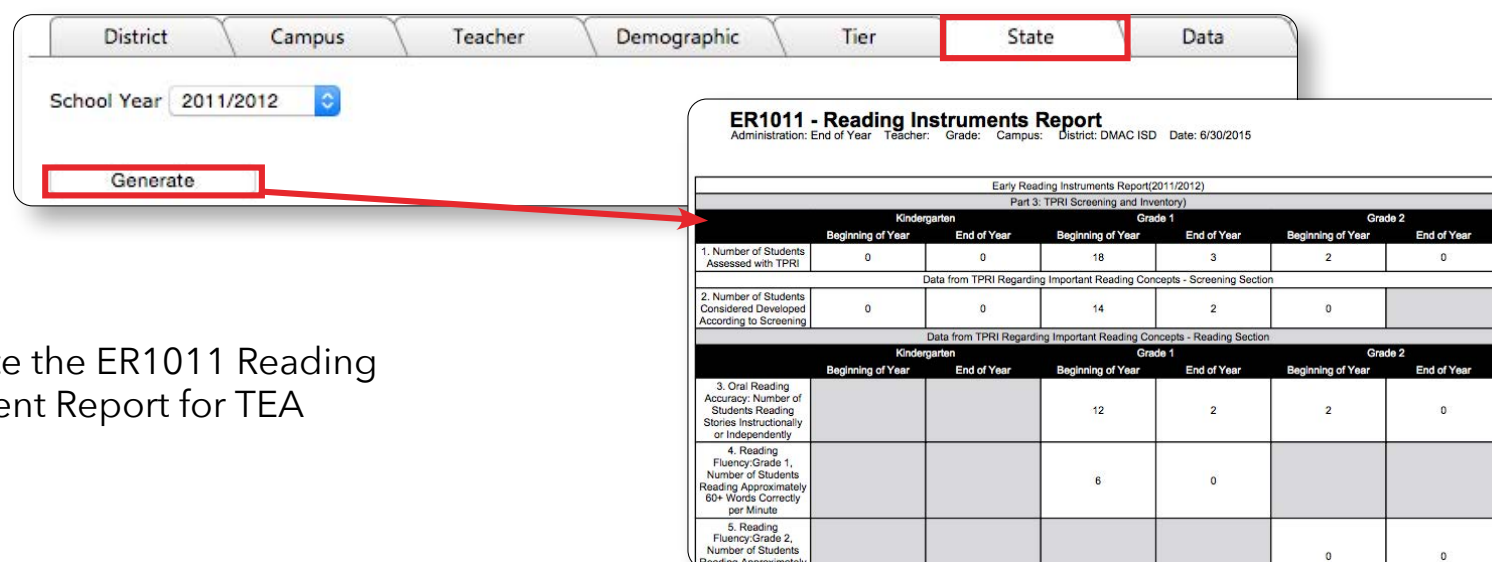 District Campus Teacher Demographic Tier State Data
School Year 2011/2012
Generate
ER1011 - Reading Instruments Report
Administration: End of Year Teacher: Grade: Campus: District: DMAC ISD Date: 6/30/2015
Early Reading Instruments Report(2011/2012)
Part 3: TPRI Screening and Inventory)
Kindergarten Grade 1 Grade 2
Beginning of Year End of Year Beginning of Year End of Year Beginning of Year End of Year
1. Number of Students
Assessed with TPRI
0 0 18 3 2 0
Data from TPRI Regarding Important Reading Concepts - Screening Section
2. Number of Students
Considered Developed
According to Screening
0 0 14 2 0
Data from TPRI Regarding Important Reading Concepts - Reading Section
Kindergarten Grade 1 Grade 2
Beginning of Year End of Year Beginning of Year End of Year Beginning of Year End of Year
3. Oral Reading
Accuracy: Number of
Students Reading
Stories Instructionally
or Independently
12 2 2 0
4. Reading
Fluency:Grade 1,
Number of Students
Reading Approximately
60+ Words Correctly
per Minute
6 0
5. Reading
Fluency:Grade 2,
Number of Students
Reading Approximately
0 0
the ER1011 Reading
Report for TEA